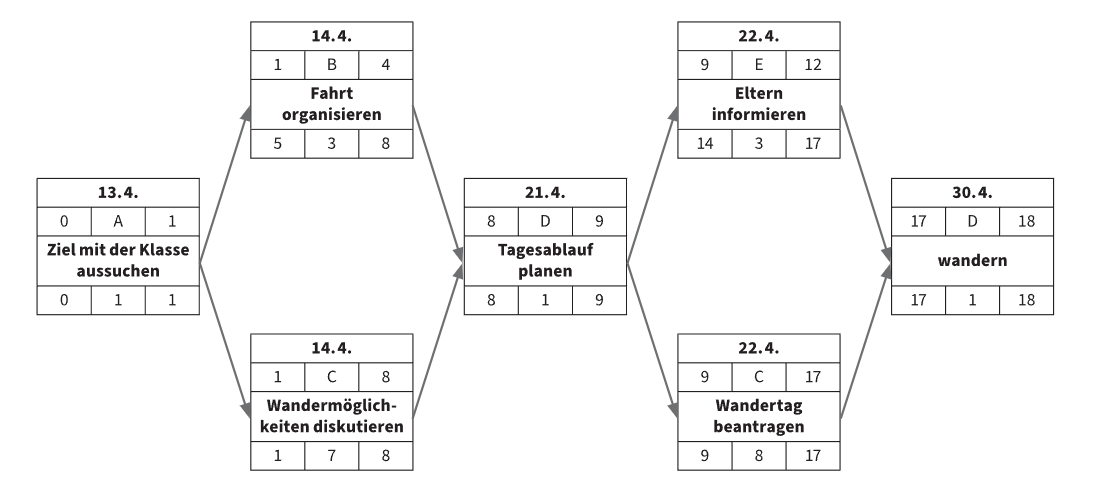 13.4.
0 A 1
Ziel mit der Klasse
aussuchen
0 1 1
14.4.
1 B 4
Fahrt
organisieren
5 3 8
14.4.
1 C 8
Wandermöglich-
keiten diskutieren
1 7 8
21.4.
8 D 9
Tagesablauf
planen
8 1 9
22.4.
9 E 12
Eltern
informieren
14 3 17
22.4.
9 C 17
Wandertag
beantragen
9 8 17
30.4.
17 D 18
wandern
17 1 18